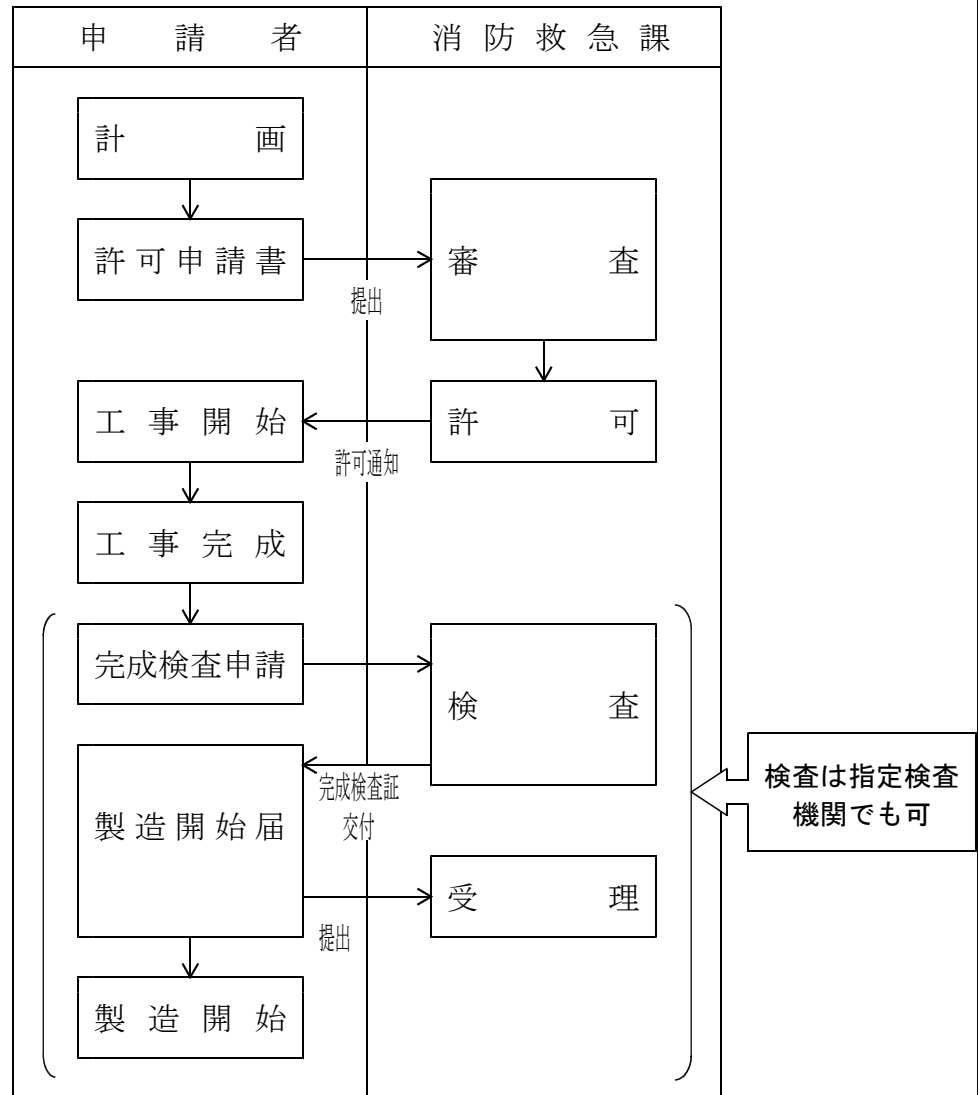 申請者
消防救急課
計画
許可申請書
提出
審査
工事開始
許可通知
許可
工事完成
完成検査申請
検査
完成検査証
交付
製造開始届
提出
受理
製造開始
検査は指定検査
機関でも可